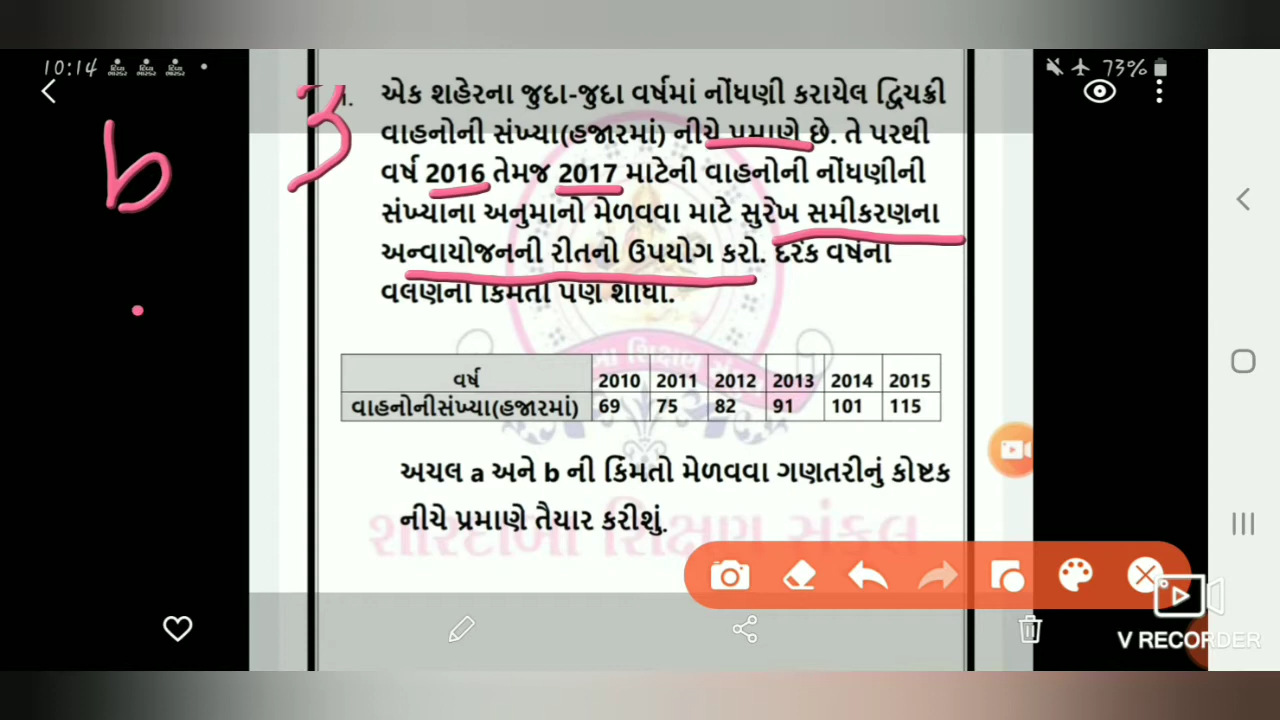 10:14
73%
b
3
1. એક શહેરના જુદા-જુદા વર્ષમાં નોંધણી કરાયેલ દ્વિચક્રી
વાહનોની સંખ્યા(હજારમાં) નીચે પ્રમાણે છે. તે પરથી
વર્ષ 2016 તેમજ 2017 માટેની વાહનોની નોંધણીની
સંખ્યાના અનુમાનો મેળવવા માટે સુરેખ સમીકરણના
અન્વાયોજનની રીતનો ઉપયોગ કરો. દરેક વર્ષના
વલણની કિંમતો પણ શોધો.
વર્ષ 2010 2011 2012 2013 2014 2015
વાહનોનીસંખ્યા(હજારમાં) 69 75 82 91 101 115
અચલ a અને b ની કિંમતો મેળવવા ગણતરીનું કોષ્ટક
નીચે પ્રમાણે તૈયાર કરીશું.
શારદાબા શિક્ષણ સંકુલ
V RECORDER